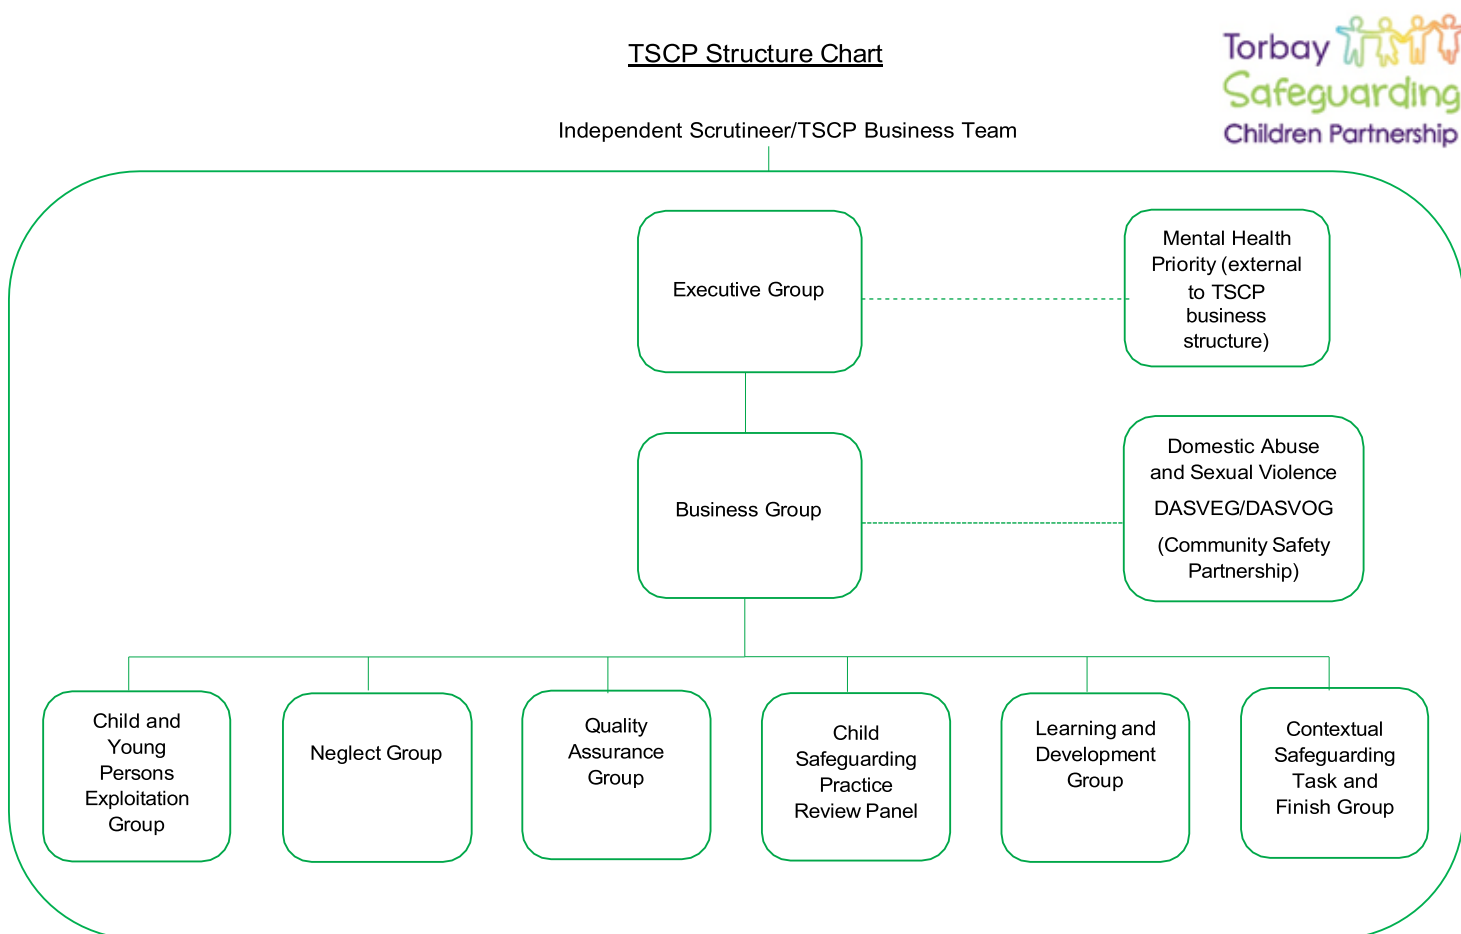 TSCP Structure Chart
Torbay
Safeguarding
Children Partnership
Independent Scrutineer/TSCP Business Team
Executive Group
Mental Health
Priority (external
to TSCP
business
structure)
Business Group
Domestic Abuse
and Sexual Violence
DASVEG/DASVOG
(Community Safety
Partnership)
Child and
Young
Persons
Exploitation
Group
Neglect Group
Quality
Assurance
Group
Child
Safeguarding
Practice
Review Panel
Learning and
Development
Group
Contextual
Safeguarding
Task and
Finish Group